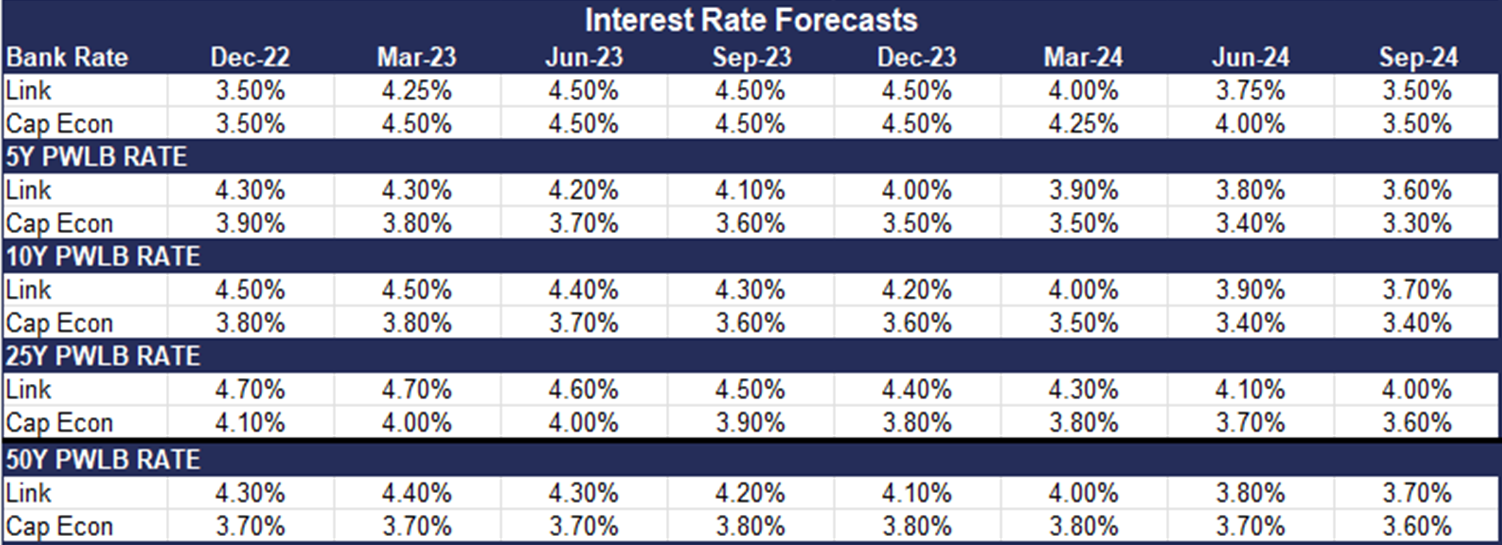 Interest Rate Forecasts
Bank Rate Dec-22 Mar-23 Jun-23 Sep-23 Dec-23 Mar-24 Jun-24 Sep-24
Link 3.50% 4.25% 4.50% 4.50% 4.50% 4.00% 3.75% 3.50%
Cap Econ 3.50% 4.50% 4.50% 4.50% 4.50% 4.25% 4.00% 3.50%
5Y PWLB RATE
Link 4.30% 4.30% 4.20% 4.10% 4.00% 3.90% 3.80% 3.60%
Cap Econ 3.90% 3.80% 3.70% 3.60% 3.50% 3.50% 3.40% 3.30%
10Y PWLB RATE
Link 4.50% 4.50% 4.40% 4.30% 4.20% 4.00% 3.90% 3.70%
Cap Econ 3.80% 3.80% 3.70% 3.60% 3.60% 3.50% 3.40% 3.40%
25Y PWLB RATE
Link 4.70% 4.70% 4.60% 4.50% 4.40% 4.30% 4.10% 4.00%
Cap Econ 4.10% 4.00% 4.00% 3.90% 3.80% 3.80% 3.70% 3.60%
50Y PWLB RATE
Link 4.30% 4.40% 4.30% 4.20% 4.10% 4.00% 3.80% 3.70%
Cap Econ 3.70% 3.70% 3.70% 3.80% 3.80% 3.80% 3.70% 3.60%